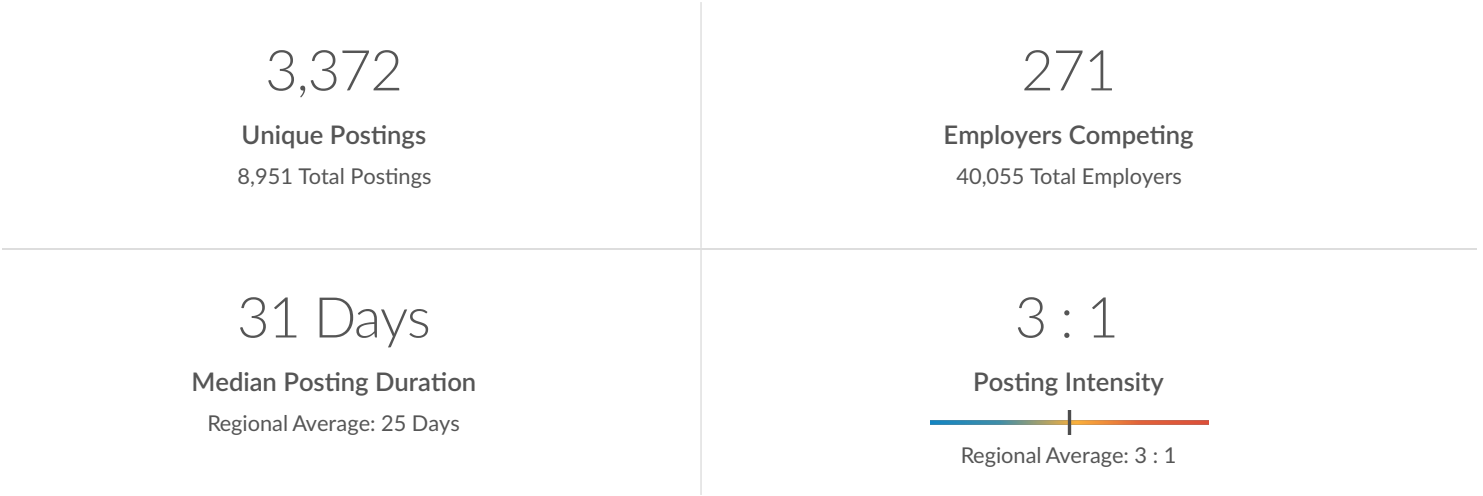 3,372
Unique Postings
8,951 Total Postings
271
Employers Competing
40,055 Total Employers
31 Days
Median Posting Duration
Regional Average: 25 Days
3 : 1
Posting Intensity
Regional Average: 3 : 1